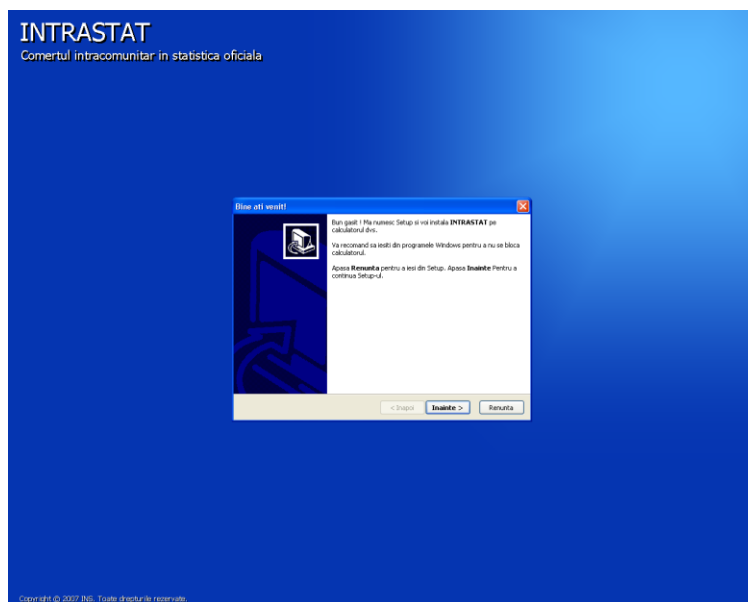 INTRASTAT
Comertul intracomunitar in statistica oficiala
Bine ati venit!
Bun gasit ! Ma numesc Setup si voi instala INTRASTAT pe
calculatorul dvs.
Va recomand sa iesiti din programele Windows pentru a nu se bloca
calculatorul.
Apasa Renunta pentru a iesi din Setup. Apasa Inainte Pentru a
continua Setup-ul.
< Inapoi
Inainte >
Renunta
Copyright © 2007 INS. Toate drepturile rezervate.